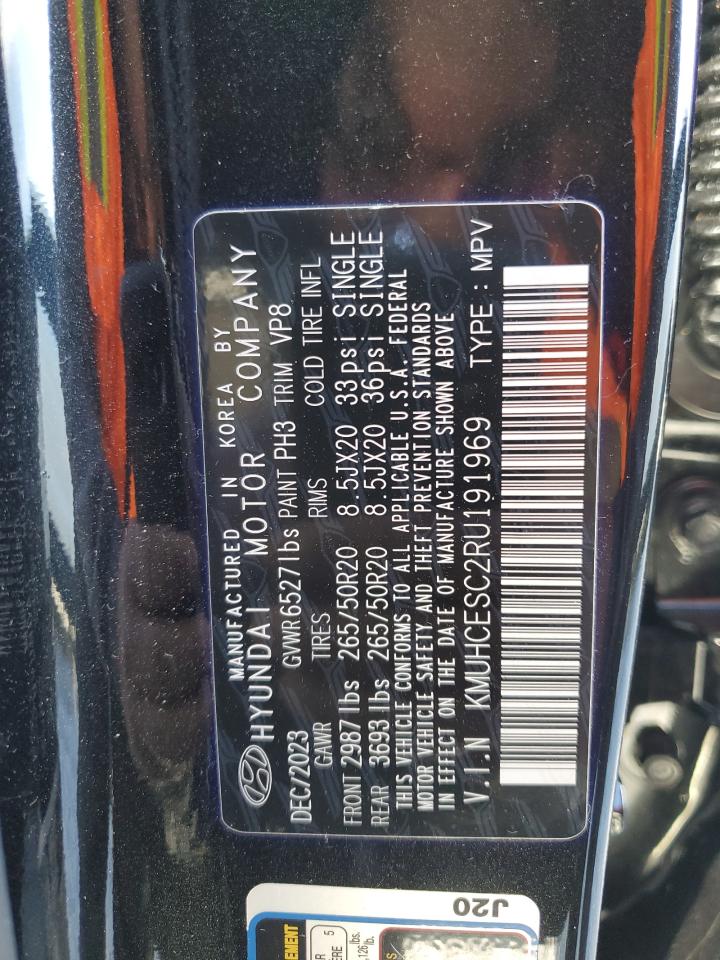 MANUFACTURED IN KOREA BY
HYUNDAI MOTOR COMPANY
DEC/2023 GVWR 6527lbs PAINT PH3 TRIM VP8
GAWR TIRES RIMS COLD TIRE INFL
FRONT 2987lbs 265/50R20 8.5JX20 33psi SINGLE
REAR 3693lbs 265/50R20 8.5JX20 36psi SINGLE
THIS VEHICLE CONFORMS TO ALL APPLICABLE U.S.A. FEDERAL
MOTOR VEHICLE SAFETY AND THEFT PREVENTION STANDARDS
IN EFFECT ON THE DATE OF MANUFACTURE SHOWN ABOVE
V.I.N KMUHCESC2RU191969 TYPE : MPV
J20
5
lbs.
lb.